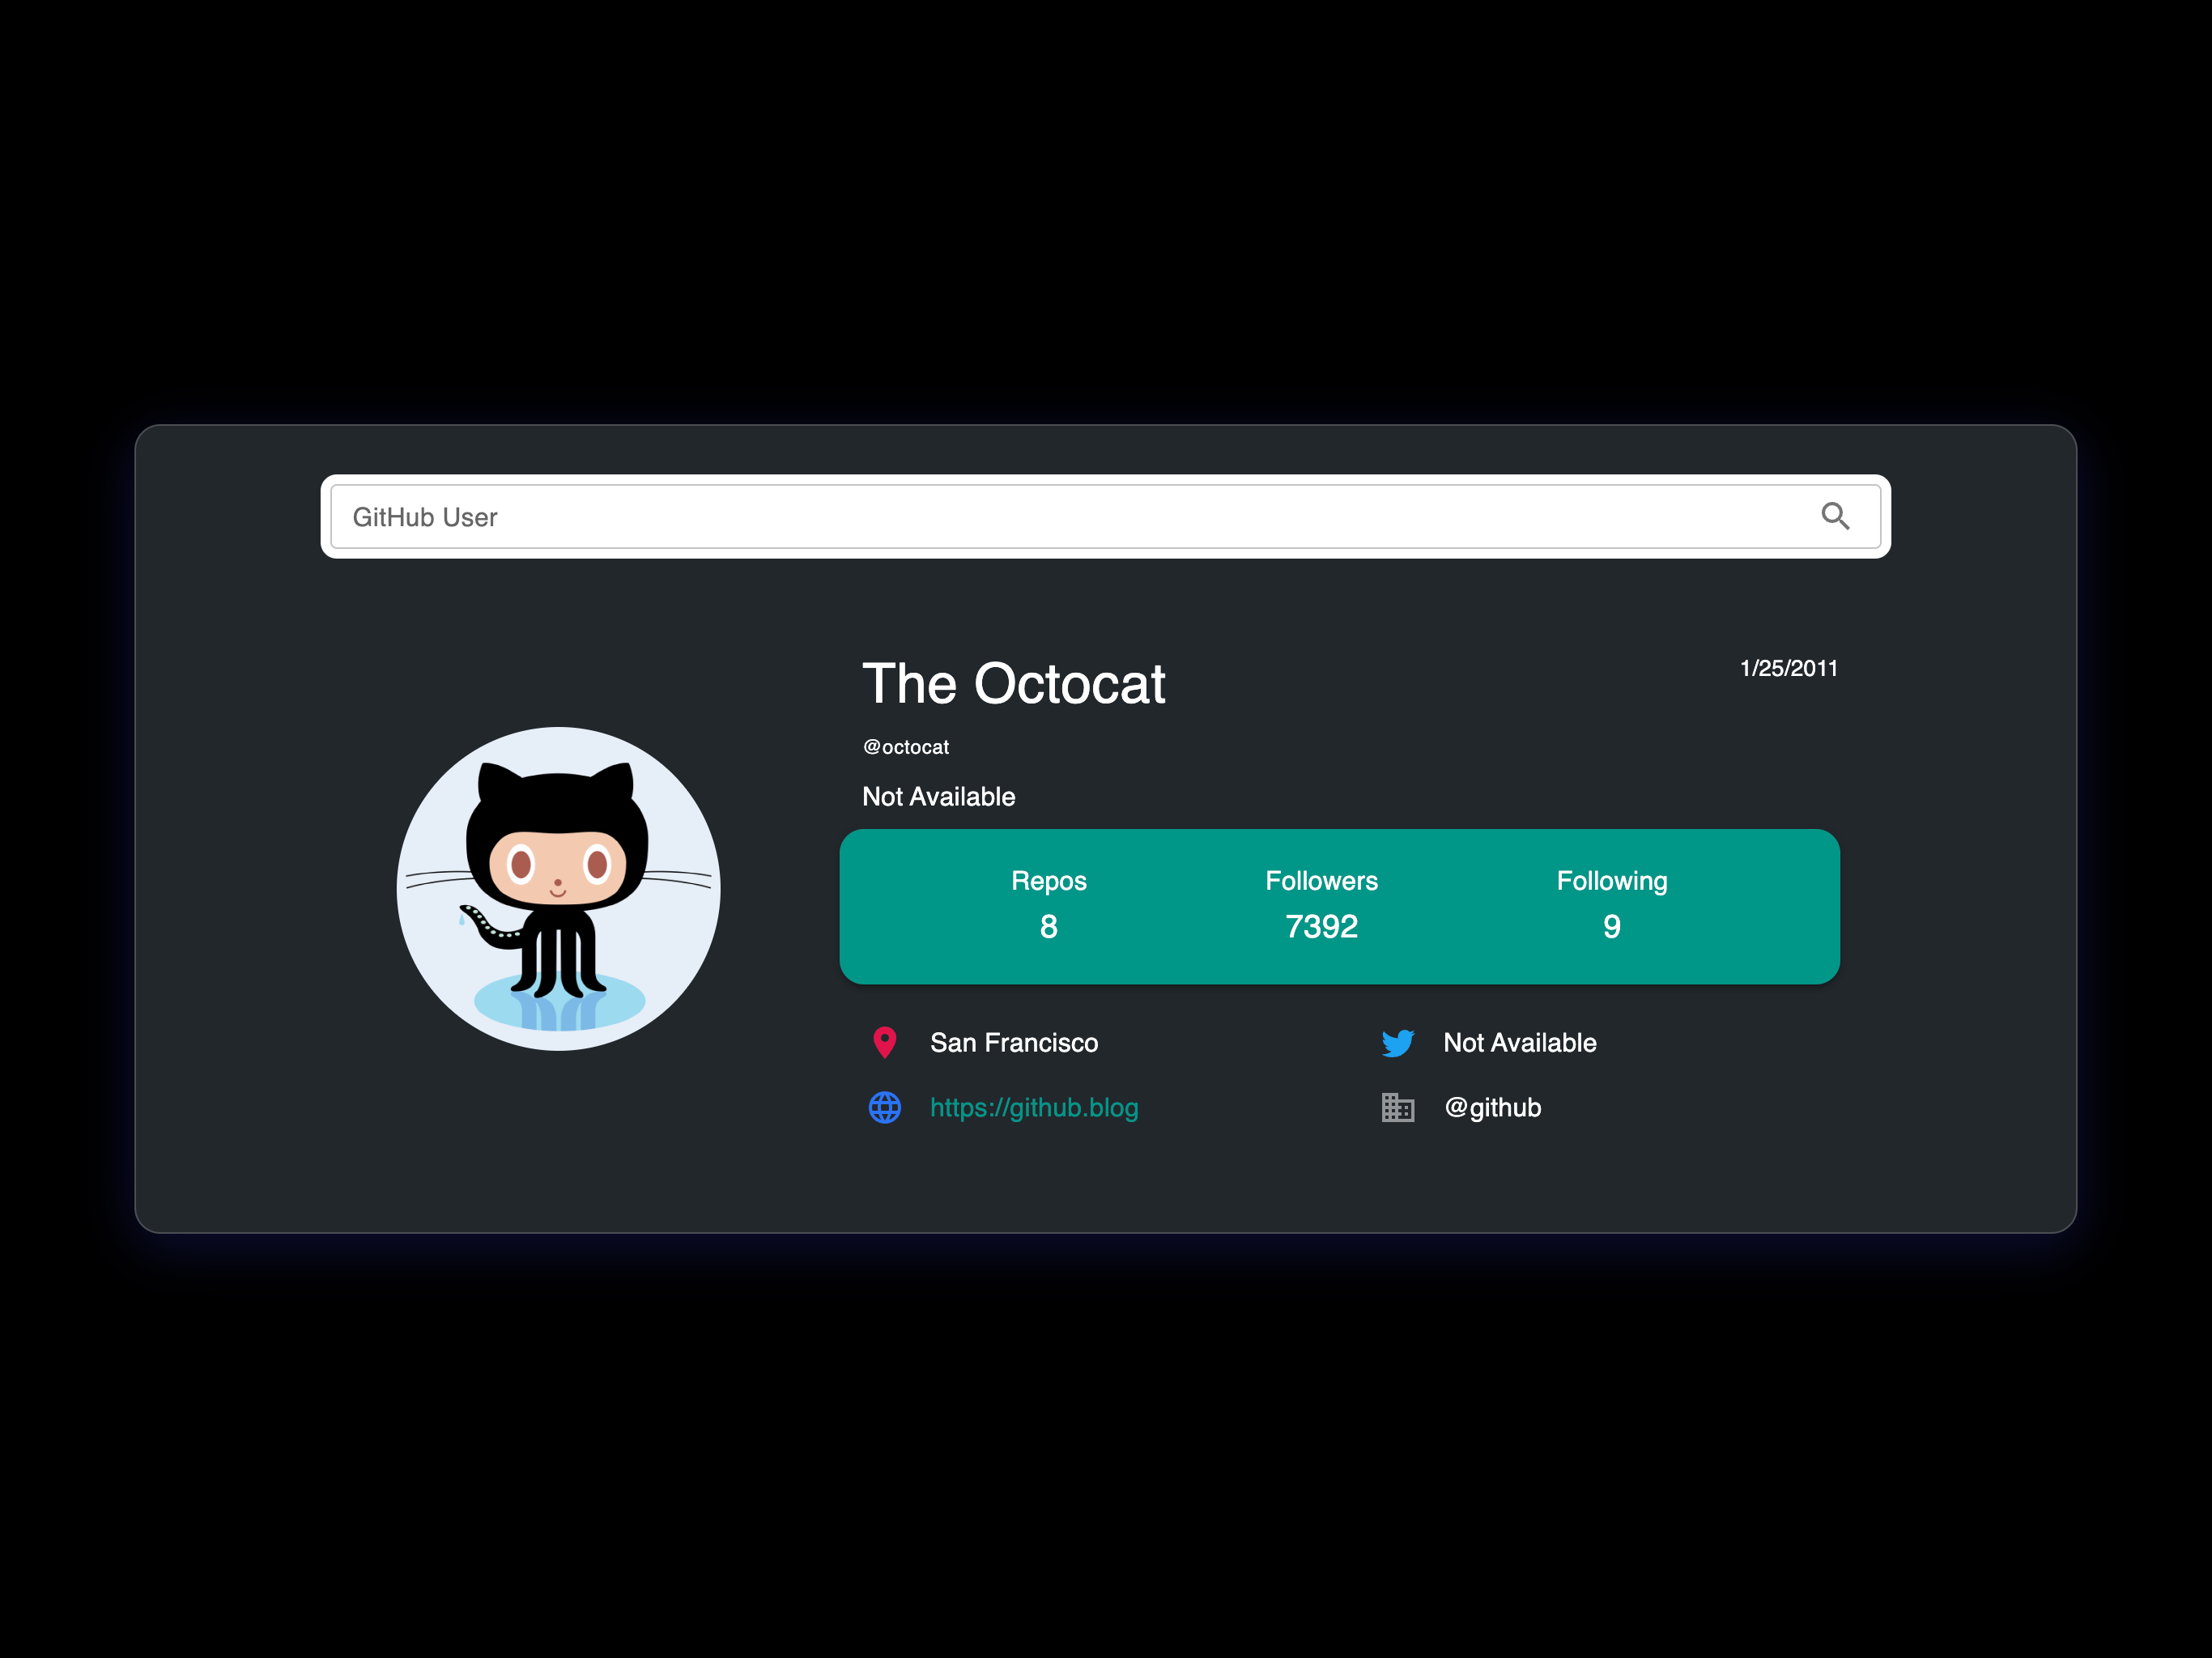 GitHub User
The Octocat
1/25/2011
@octocat
Not Available
Repos
8
Followers
7392
Following
9
San Francisco
Not Available
https://github.blog
@github